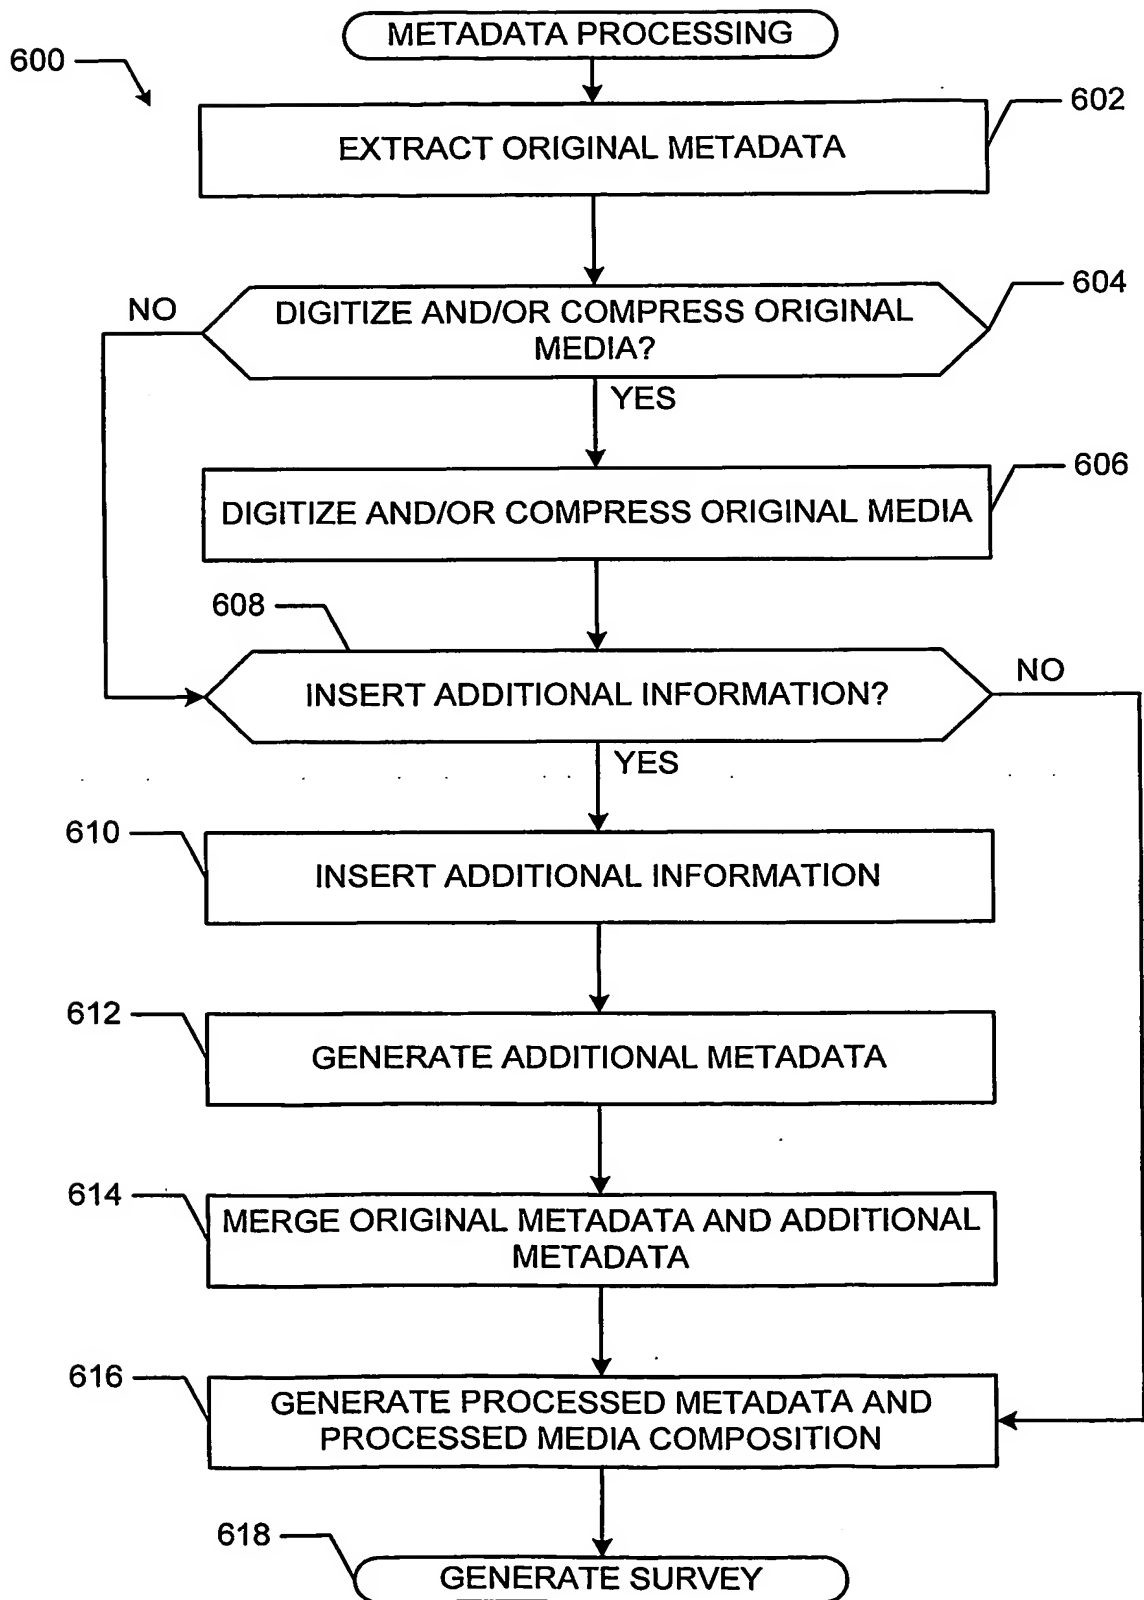 METADATA PROCESSING
600
602
EXTRACT ORIGINAL METADATA
604
NO
DIGITIZE AND/OR COMPRESS ORIGINAL
MEDIA?
YES
606
DIGITIZE AND/OR COMPRESS ORIGINAL MEDIA
608
NO
INSERT ADDITIONAL INFORMATION?
YES
610
INSERT ADDITIONAL INFORMATION
612
GENERATE ADDITIONAL METADATA
614
MERGE ORIGINAL METADATA AND ADDITIONAL
METADATA
616
GENERATE PROCESSED METADATA AND
PROCESSED MEDIA COMPOSITION
618
GENERATE SURVEY